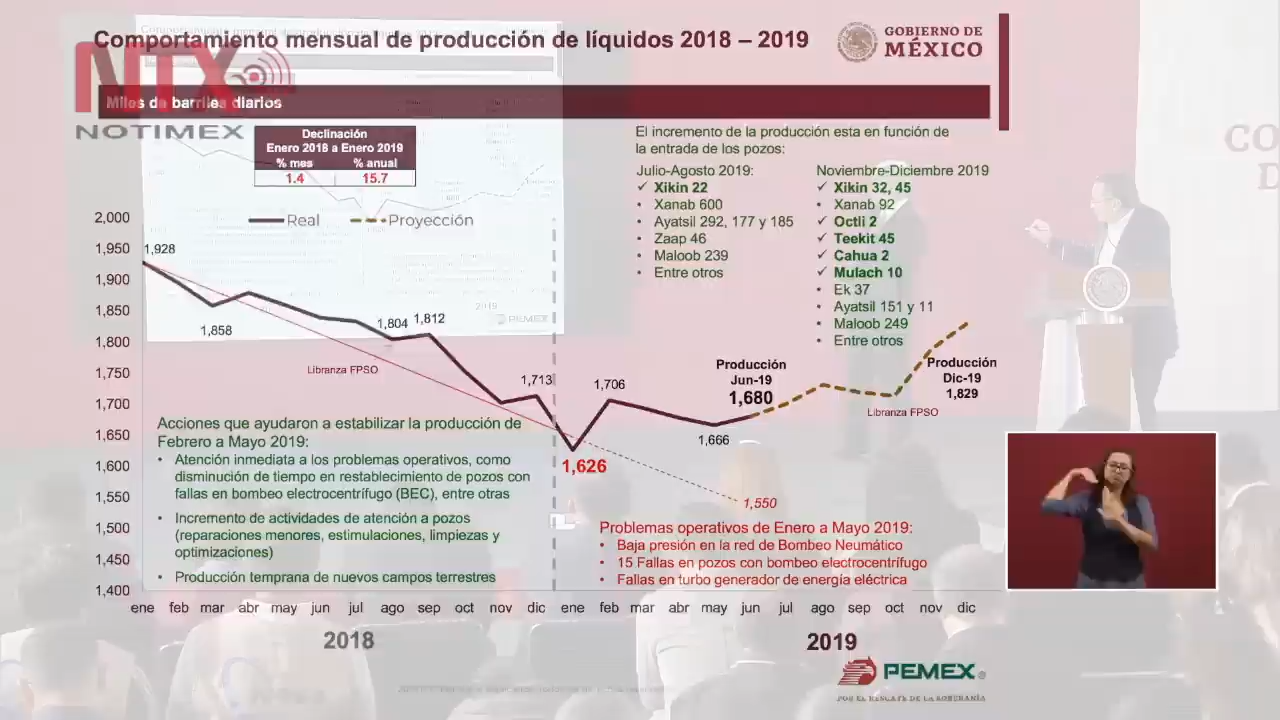 Comportamiento mensual de producción de líquidos 2018 – 2019
GOBIERNO DE
MÉXICO
NTX
NOTIMEX
Miles de barriles diarios
Declinación
Enero 2018 a Enero 2019
% mes % anual
1.4 15.7
Real Proyección
El incremento de la producción esta en función de
la entrada de los pozos:
Julio-Agosto 2019:
✓ Xikin 22
• Xanab 600
• Ayatsil 292, 177 y 185
• Zaap 46
• Maloob 239
• Entre otros
Noviembre-Diciembre 2019
✓ Xikin 32, 45
• Xanab 92
✓ Octli 2
✓ Teekit 45
✓ Cahua 2
✓ Mulach 10
• Ek 37
• Ayatsil 151 y 11
• Maloob 249
• Entre otros
2,000
1,950
1,900
1,850
1,800
1,750
1,700
1,650
1,600
1,550
1,500
1,450
1,400
1,928
1,858
1,804
1,812
1,713
1,626
1,706
1,666
Libranza FPSO
Producción
Jun-19
1,680
Producción
Dic-19
1,829
Libranza FPSO
1,550
Acciones que ayudaron a estabilizar la producción de
Febrero a Mayo 2019:
• Atención inmediata a los problemas operativos, como
disminución de tiempo en restablecimiento de pozos con
fallas en bombeo electrocentrífugo (BEC), entre otras
• Incremento de actividades de atención a pozos
(reparaciones menores, estimulaciones, limpiezas y
optimizaciones)
• Producción temprana de nuevos campos terrestres
Problemas operativos de Enero a Mayo 2019:
• Baja presión en la red de Bombeo Neumático
• 15 Fallas en pozos con bombeo electrocentrífugo
• Fallas en turbo generador de energía eléctrica
ene feb mar abr may jun jul ago sep oct nov dic ene feb mar abr may jun jul ago sep oct nov dic
2018 2019
PEMEX
POR EL RESCATE DE LA SOBERANÍA
2019
PEMEX
CO
D